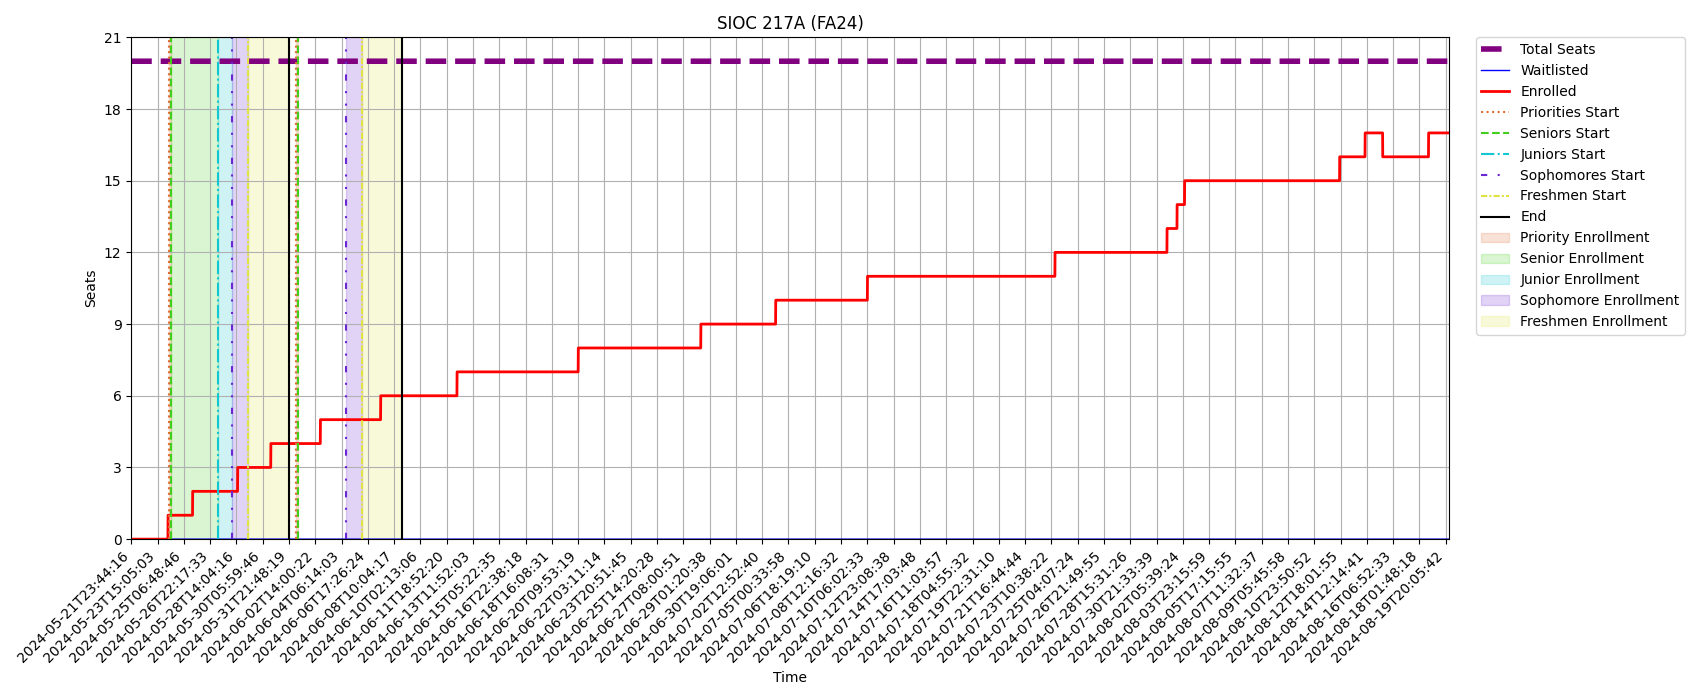 SIOC 217A (FA24)
21
18
15
12
9
6
3
0
Seats
2024-05-21T23:44:16
2024-05-23T15:05:03
2024-05-25T06:48:46
2024-05-26T22:17:33
2024-05-28T14:04:16
2024-05-30T05:59:46
2024-05-31T21:48:19
2024-06-02T14:00:22
2024-06-04T06:14:03
2024-06-06T17:26:24
2024-06-08T10:04:17
2024-06-10T02:13:06
2024-06-11T18:52:20
2024-06-13T11:52:03
2024-06-15T05:22:35
2024-06-16T22:38:18
2024-06-18T16:08:31
2024-06-20T09:53:19
2024-06-22T03:11:14
2024-06-23T20:51:45
2024-06-25T14:20:28
2024-06-27T08:00:51
2024-06-29T01:20:38
2024-06-30T19:06:01
2024-07-02T12:52:40
2024-07-05T00:33:58
2024-07-06T18:19:10
2024-07-08T12:16:32
2024-07-10T06:02:33
2024-07-12T23:08:38
2024-07-14T17:03:48
2024-07-16T11:03:57
2024-07-18T04:55:32
2024-07-19T22:31:10
2024-07-21T16:44:44
2024-07-23T10:38:22
2024-07-25T04:07:24
2024-07-26T21:49:55
2024-07-28T15:31:26
2024-07-30T21:33:39
2024-08-02T05:39:24
2024-08-03T23:15:59
2024-08-05T17:15:55
2024-08-07T11:32:37
2024-08-09T05:45:58
2024-08-10T23:50:52
2024-08-12T18:01:55
2024-08-14T12:14:41
2024-08-16T06:52:33
2024-08-18T01:48:18
2024-08-19T20:05:42
Time
Total Seats
Waitlisted
Enrolled
Priorities Start
Seniors Start
Juniors Start
Sophomores Start
Freshmen Start
End
Priority Enrollment
Senior Enrollment
Junior Enrollment
Sophomore Enrollment
Freshmen Enrollment